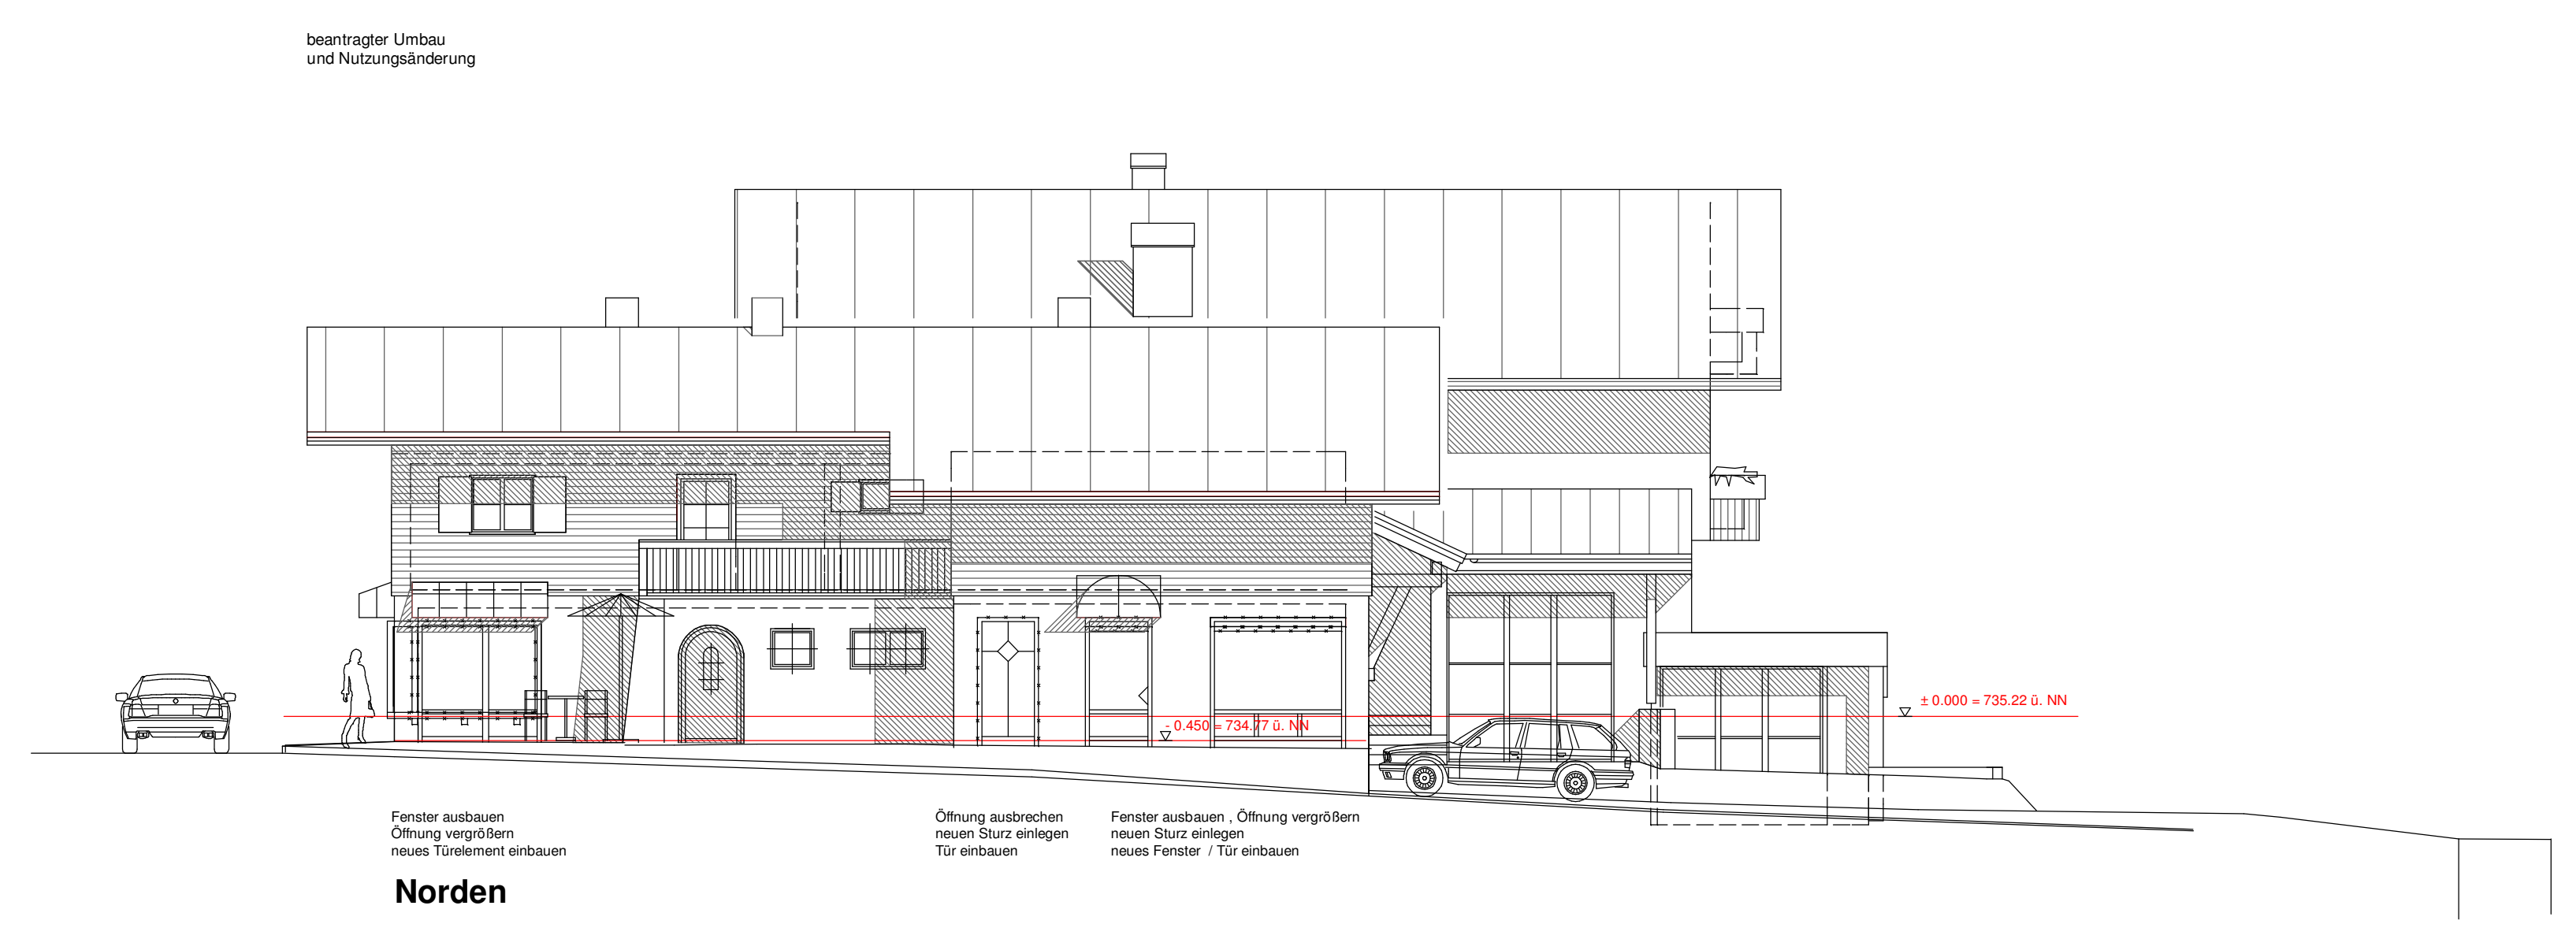 beantragter Umbau
und Nutzungsänderung
± 0.000 = 735.22 ü. NN
- 0.450 = 734.77 ü. NN
Fenster ausbauen
Öffnung vergrößern
neues Türelement einbauen
Öffnung ausbrechen
neuen Sturz einlegen
Tür einbauen
Fenster ausbauen , Öffnung vergrößern
neuen Sturz einlegen
neues Fenster / Tür einbauen
Norden